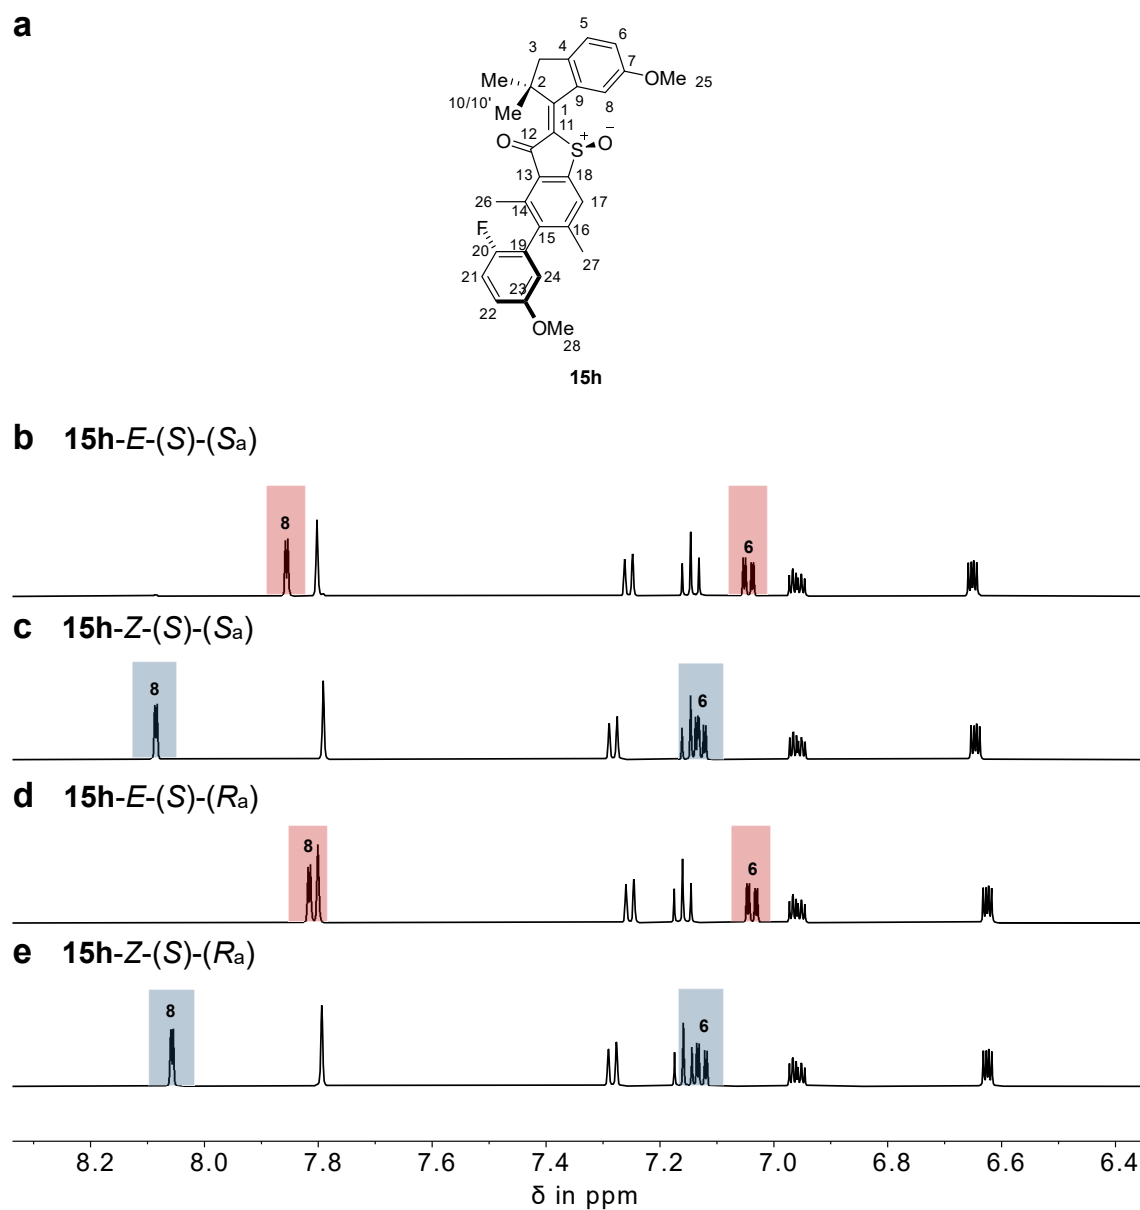 a
5
6
3
4
7
OMe 25
Me
2
9
8
10/10'
Me
1
12
11
O
S + O −
13
18
26
14
17
F
15
16
20
19
27
21
24
23
22
OMe
28
15h
b 15h-E-(S)-(Sa)
8
6
c 15h-Z-(S)-(Sa)
8
6
d 15h-E-(S)-(Ra)
8
6
e 15h-Z-(S)-(Ra)
8
6
8.2 8.0 7.8 7.6 7.4 7.2 7.0 6.8 6.6 6.4
δ in ppm